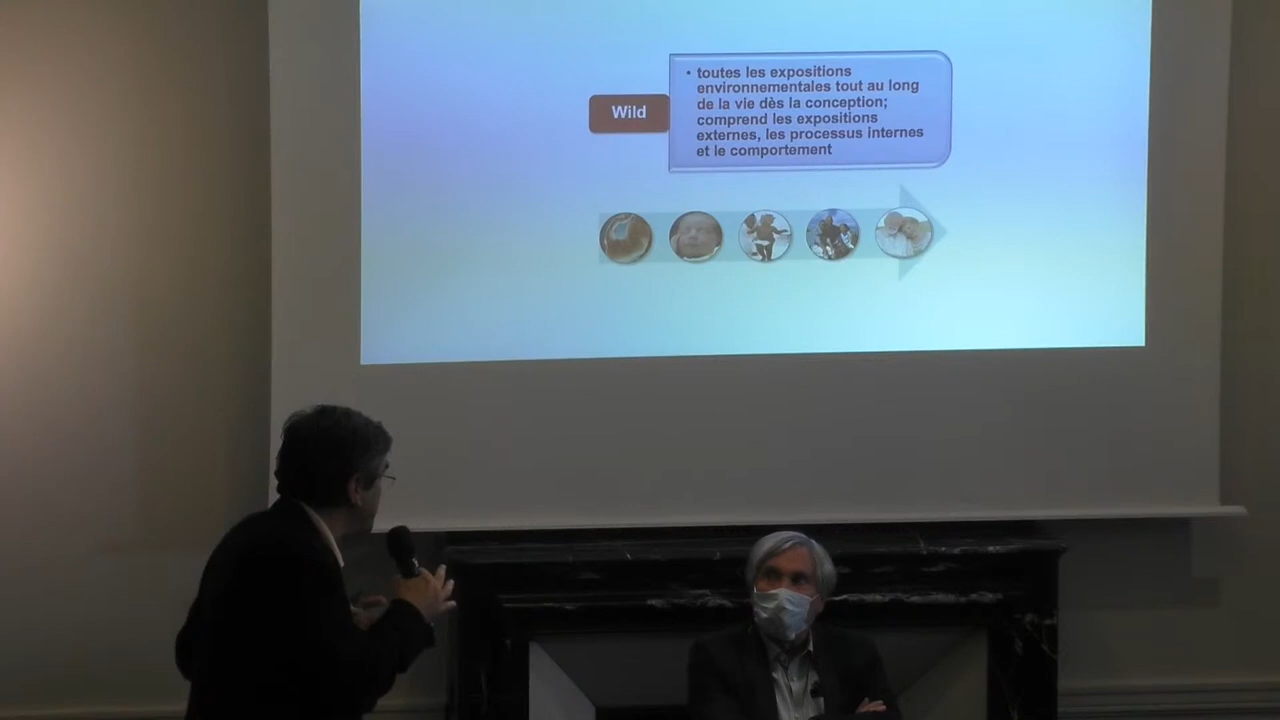 Wild
• toutes les expositions
environnementales tout au long
de la vie dès la conception;
comprend les expositions
externes, les processus internes
et le comportement